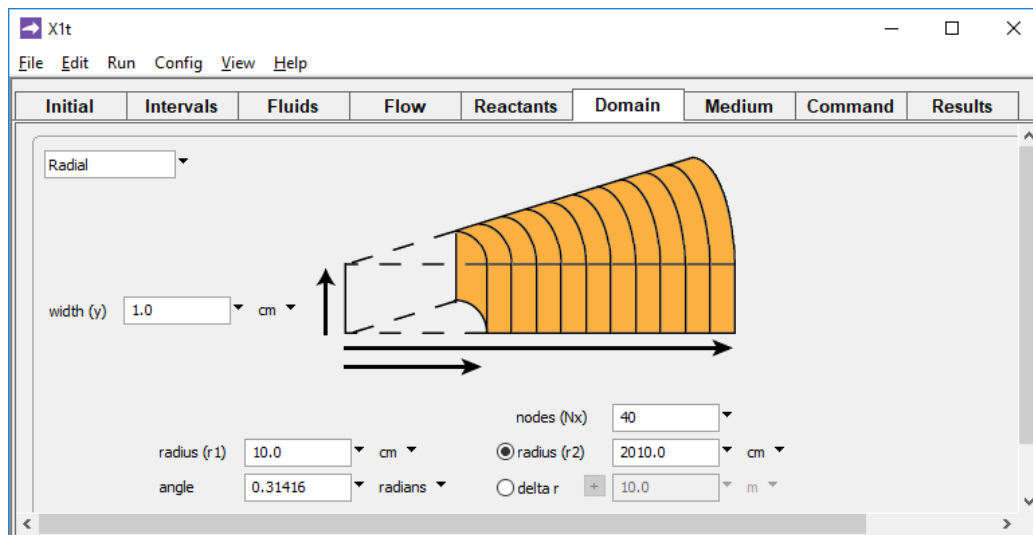 X1t
File Edit Run Config View Help
Initial Intervals Fluids Flow Reactants Domain Medium Command Results
Radial
width (y) 1.0 cm
nodes (Nx) 40
radius (r1) 10.0 cm radius (r2) 2010.0 cm
angle 0.31416 radians delta r + 10.0 m